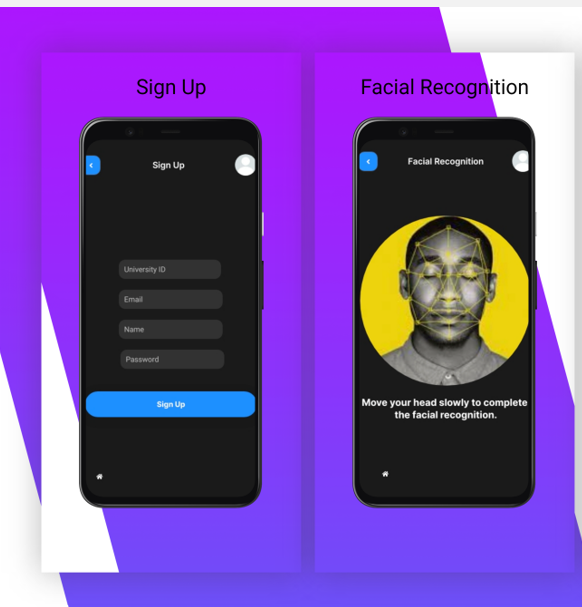 Sign Up
Sign Up
University ID
Email
Name
Password
Sign Up
Facial Recognition
Facial Recognition
Move your head slowly to complete
the facial recognition.